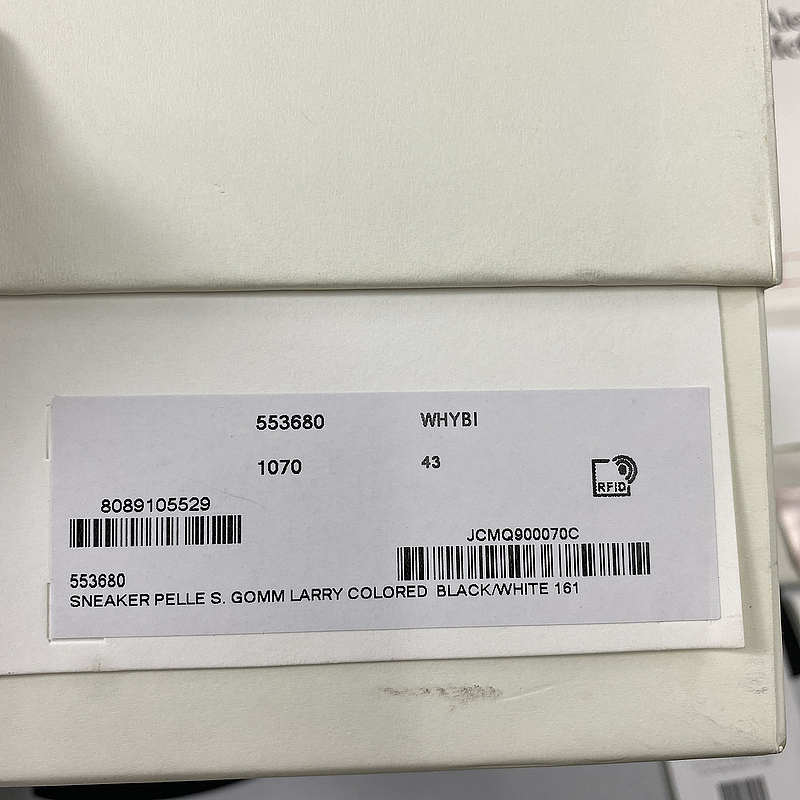 553680 WHYBI
1070 43
RFID
8089105529
JCMQ900070C
553680
SNEAKER PELLE S. GOMM LARRY COLORED BLACK/WHITE 161